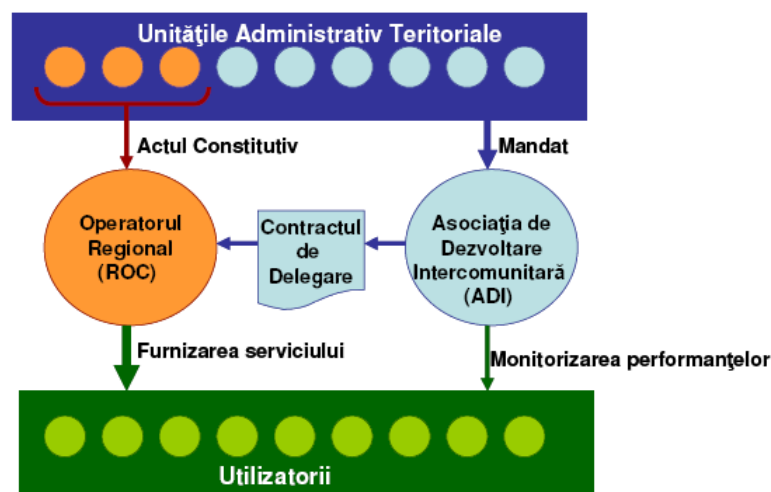 Unităţile Administrativ Teritoriale
Actul Constitutiv
Mandat
Operatorul
Regional
(ROC)
Contractul
de
Delegare
Asociaţia de
Dezvoltare
Intercomunitară
(ADI)
Furnizarea serviciului
Monitorizarea performanţelor
Utilizatorii